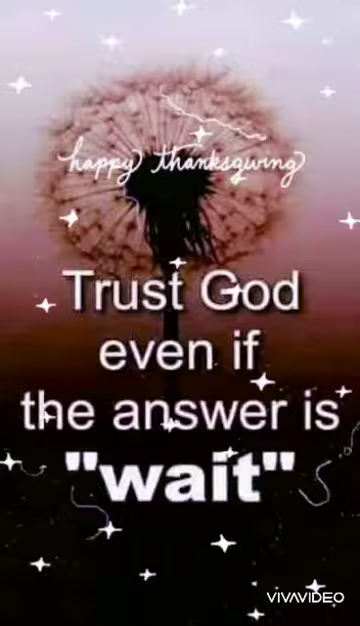 happy thanksgiving
Trust God
even if
the answer is
"wait"
VIVAVIDEO